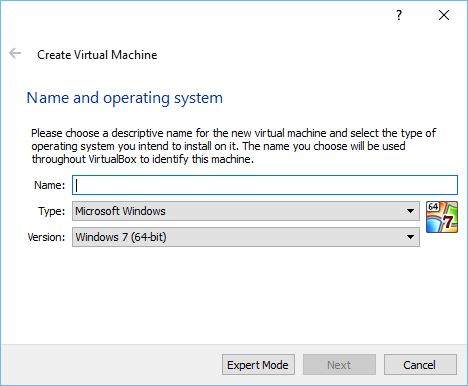 ?
Create Virtual Machine
Name and operating system
Please choose a descriptive name for the new virtual machine and select the type of
operating system you intend to install on it. The name you choose will be used
throughout VirtualBox to identify this machine.
Name:
Type: Microsoft Windows
64
7
Version: Windows 7 (64-bit)
Expert Mode Next Cancel